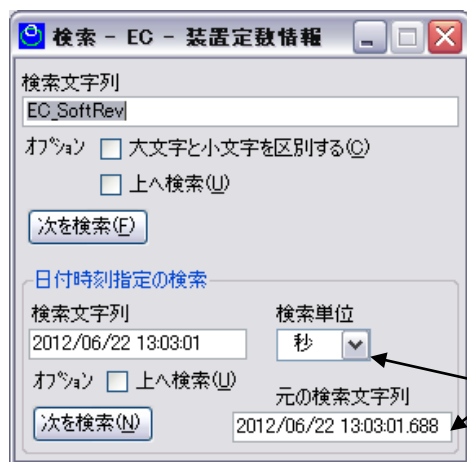 検索 - EC - 装置定数情報
検索文字列
EC_SoftRev
オプション 大文字と小文字を区別する(C)
上へ検索(U)
次を検索(F)
日付時刻指定の検索
検索文字列 検索単位
2012/06/22 13:03:01 秒
オプション 上へ検索(U)
元の検索文字列
次を検索(N) 2012/06/22 13:03:01.688